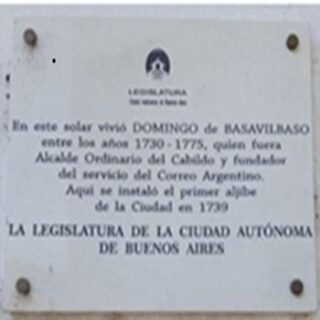 LEGISLATURA
En este solar vivió DOMINGO de BASAVILBASO
entre los años 1730 - 1775, quien fuera
Alcalde Ordinario del Cabildo y fundador
del servicio del Correo Argentino.
Aqui se instaló el primer aljibe
de la Ciudad en 1739
LA LEGISLATURA DE LA CIUDAD AUTÓNOMA
DE BUENOS AIRES